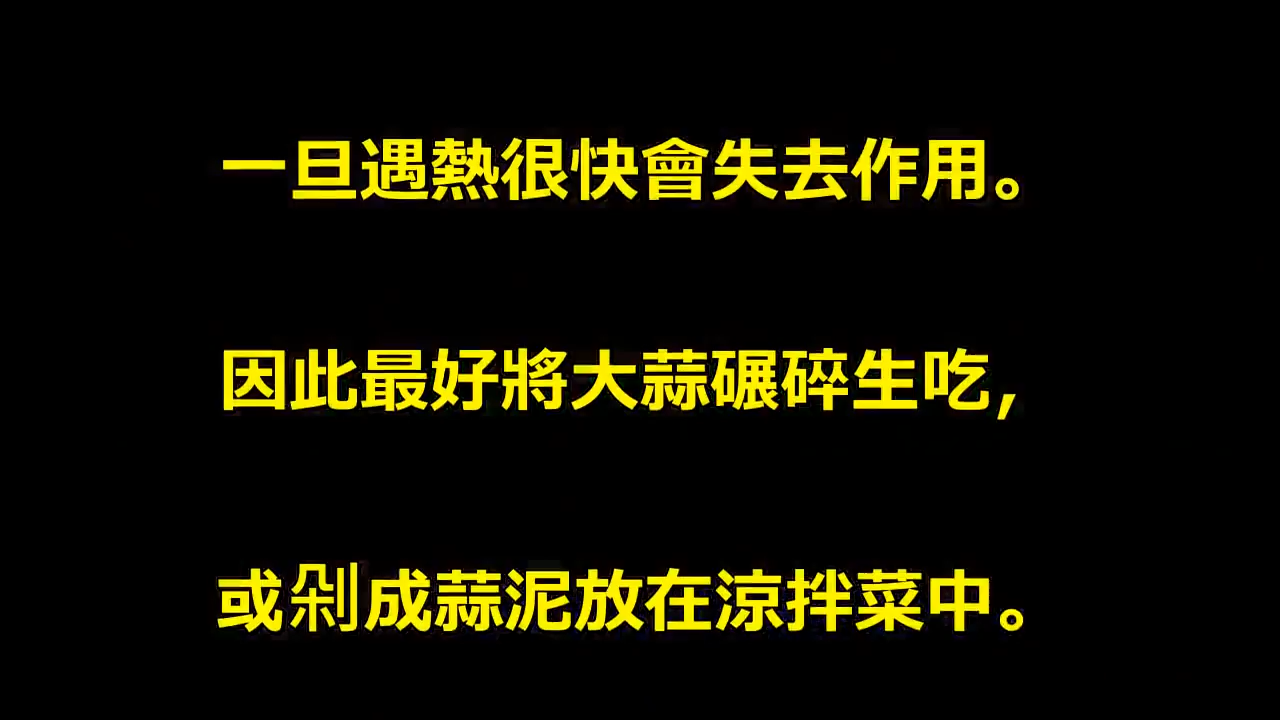 一旦遇熱很快會失去作用。
因此最好將大蒜碾碎生吃，
或剁成蒜泥放在涼拌菜中。